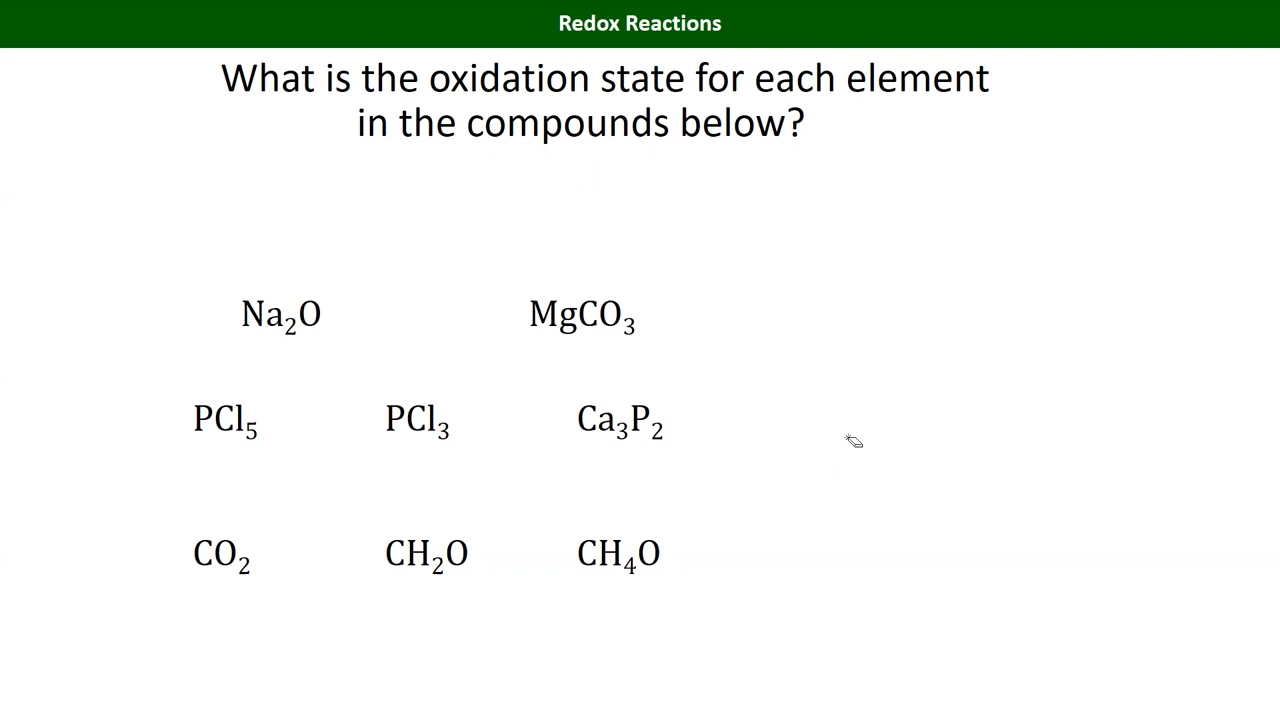 Redox Reactions
What is the oxidation state for each element
in the compounds below?
Na₂O MgCO₃
PCl₅ PCl₃ Ca₃P₂
CO₂ CH₂O CH₄O